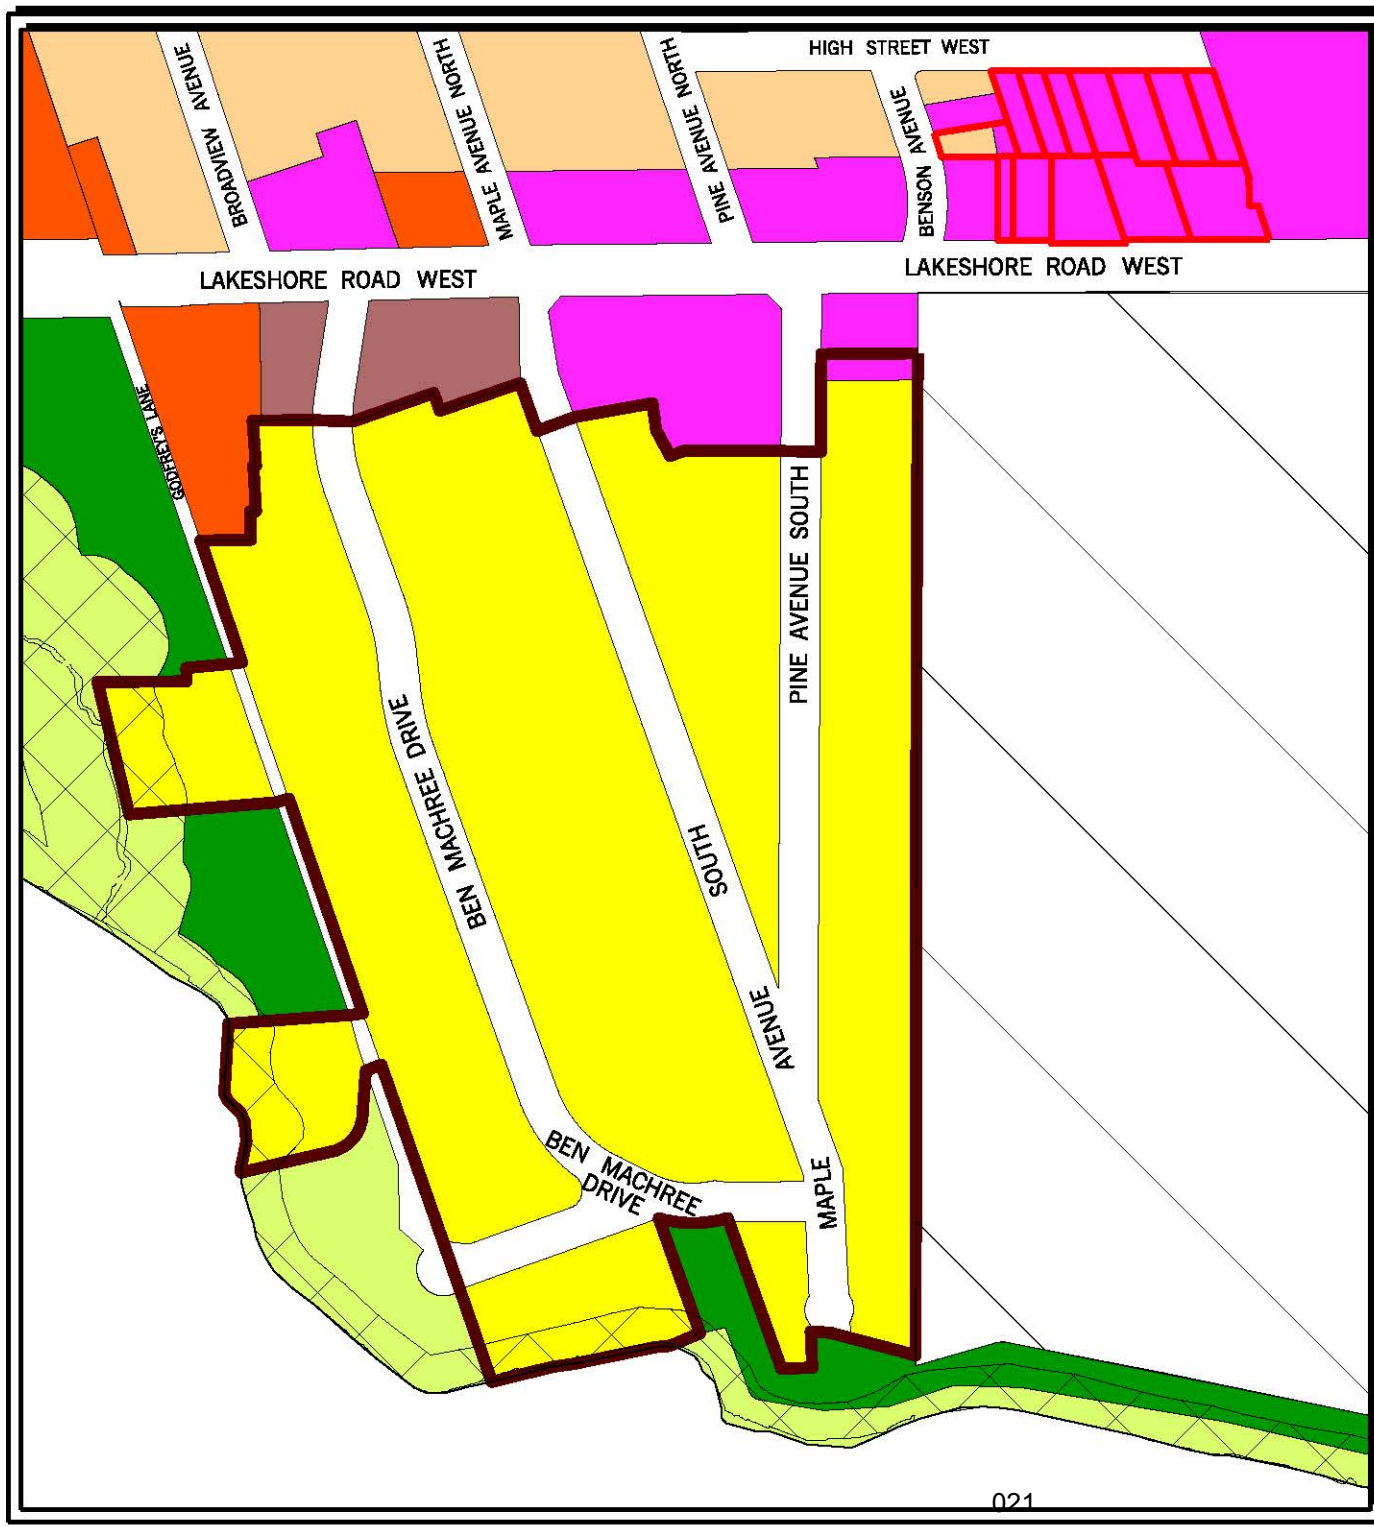 HIGH STREET WEST
BROADVIEW AVENUE
MAPLE AVENUE NORTH
PINE AVENUE NORTH
BENSON AVENUE
LAKESHORE ROAD WEST
LAKESHORE ROAD WEST
GODFREY'S LANE
PINE AVENUE SOUTH
BEN MACHREE DRIVE
SOUTH
AVENUE
BEN MACHREE
DRIVE
MAPLE
021